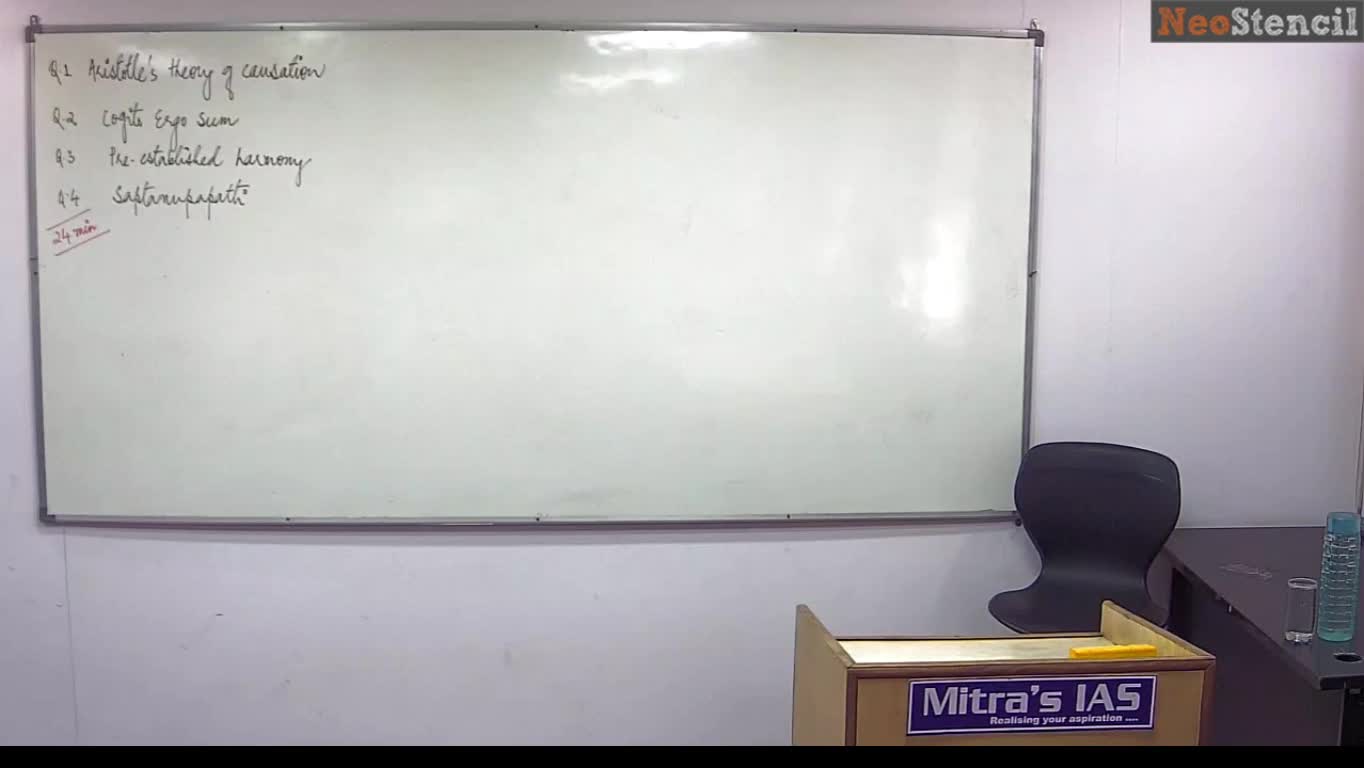 NeoStencil
Q.1 Aristotle's theory of causation
Q.2 Cogito Ergo Sum
Q.3 Pre-established harmony
Q.4 Saptanupapatti
24 min
Mitra's IAS
Realising your aspiration ....